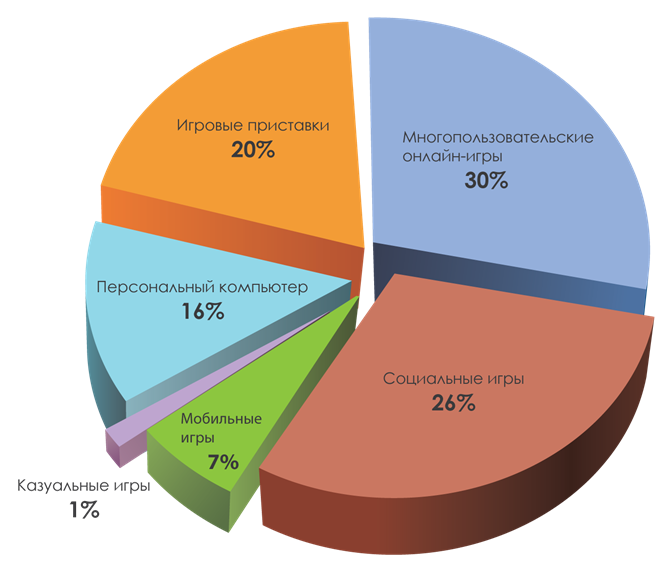 Игровые приставки
20%
Многопользовательские
онлайн-игры
30%
Персональный компьютер
16%
Социальные игры
26%
Мобильные
игры
7%
Казуальные игры
1%